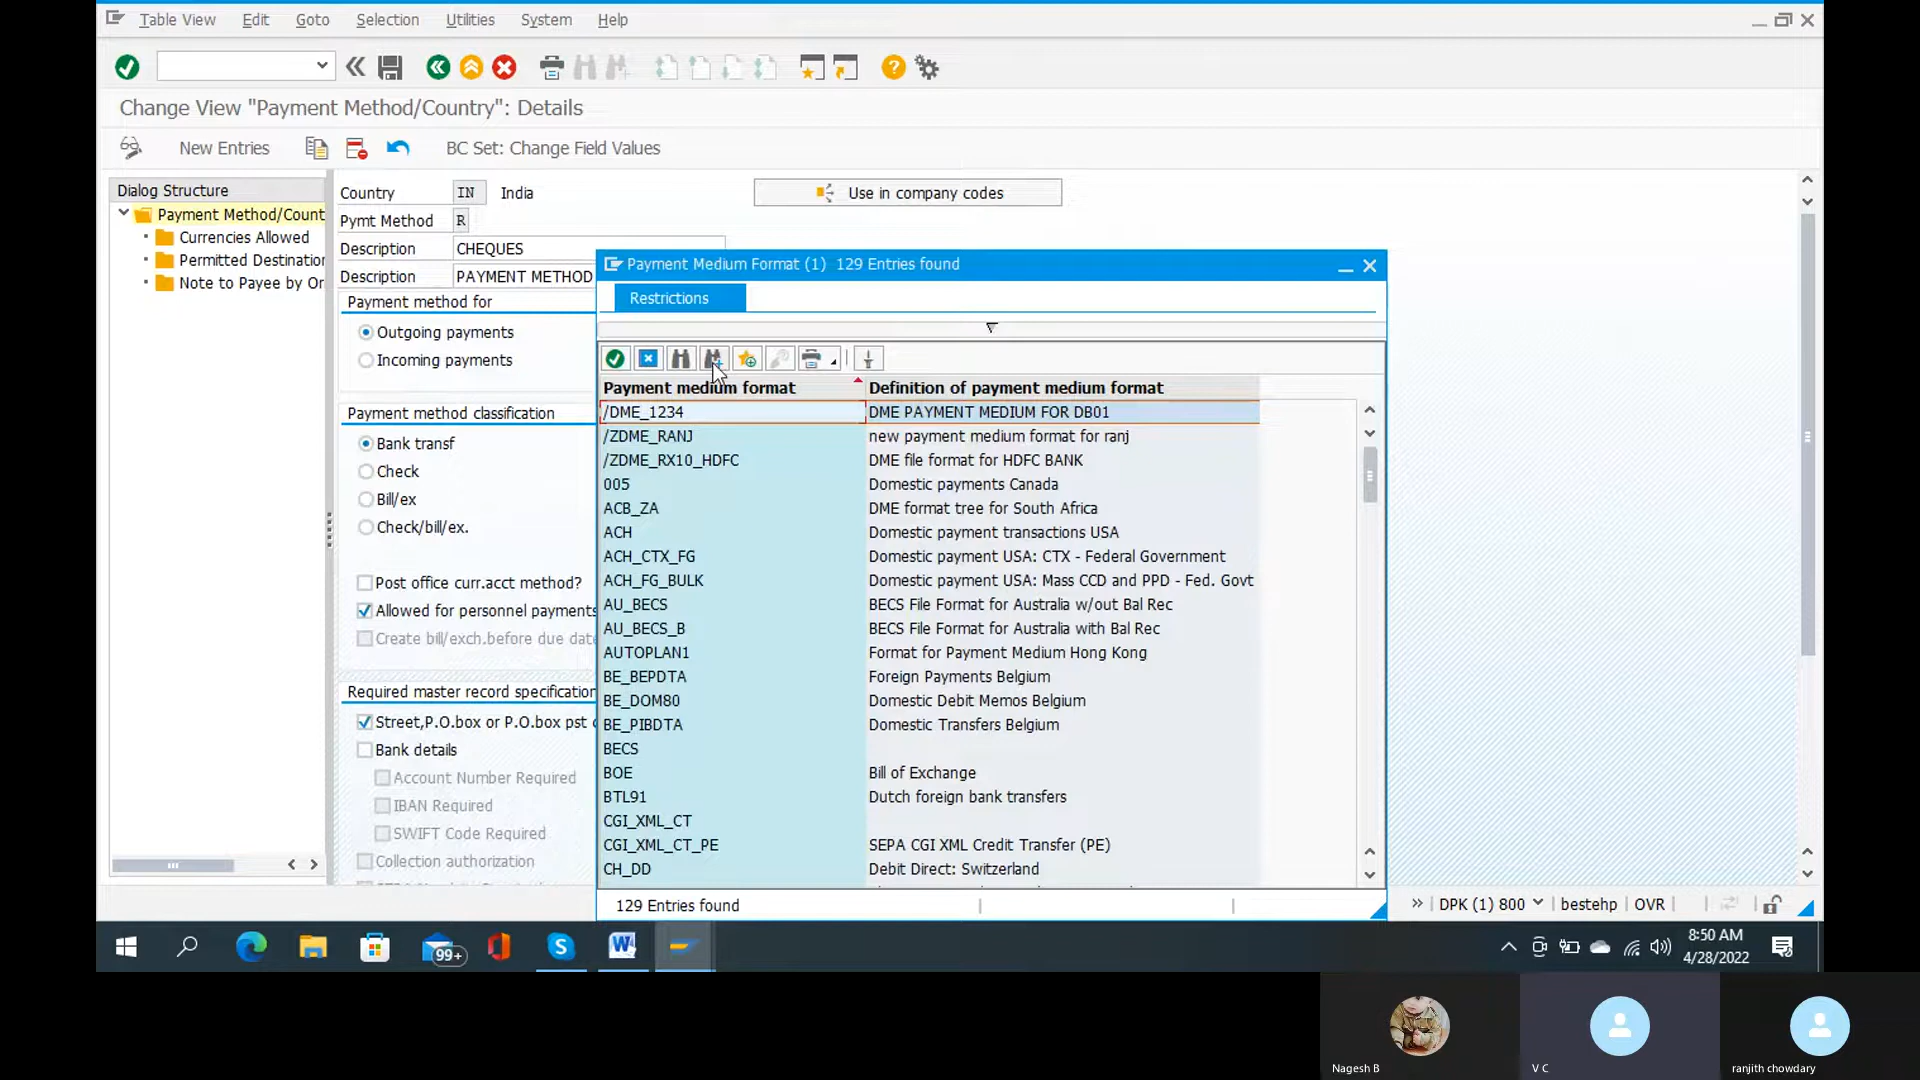 Table View Edit Goto Selection Utilities System Help
Change View "Payment Method/Country": Details
New Entries BC Set: Change Field Values
Dialog Structure
Payment Method/Count
Currencies Allowed
Permitted Destination
Note to Payee by Or
Country IN India
Use in company codes
Pymt Method R
Description CHEQUES
Description PAYMENT METHOD
Payment method for
Outgoing payments
Incoming payments
Payment method classification
Bank transf
Check
Bill/ex
Check/bill/ex.
Post office curr.acct method?
Allowed for personnel payments
Create bill/exch.before due date
Required master record specification
Street,P.O.box or P.O.box pst c
Bank details
Account Number Required
IBAN Required
SWIFT Code Required
Collection authorization
Payment Medium Format (1) 129 Entries found
Restrictions
Payment medium format Definition of payment medium format
/DME_1234 DME PAYMENT MEDIUM FOR DB01
/ZDME_RANJ new payment medium format for ranj
/ZDME_RX10_HDFC DME file format for HDFC BANK
005 Domestic payments Canada
ACB_ZA DME format tree for South Africa
ACH Domestic payment transactions USA
ACH_CTX_FG Domestic payment USA: CTX - Federal Government
ACH_FG_BULK Domestic payment USA: Mass CCD and PPD - Fed. Govt
AU_BECS BECS File Format for Australia w/out Bal Rec
AU_BECS_B BECS File Format for Australia with Bal Rec
AUTOPLAN1 Format for Payment Medium Hong Kong
BE_BEPDTA Foreign Payments Belgium
BE_DOM80 Domestic Debit Memos Belgium
BE_PIBDTA Domestic Transfers Belgium
BECS
BOE Bill of Exchange
BTL91 Dutch foreign bank transfers
CGI_XML_CT
CGI_XML_CT_PE SEPA CGI XML Credit Transfer (PE)
CH_DD Debit Direct: Switzerland
129 Entries found
DPK (1) 800 bestehp OVR
99+
8:50 AM
4/28/2022
Nagesh B V C ranjith chowdary